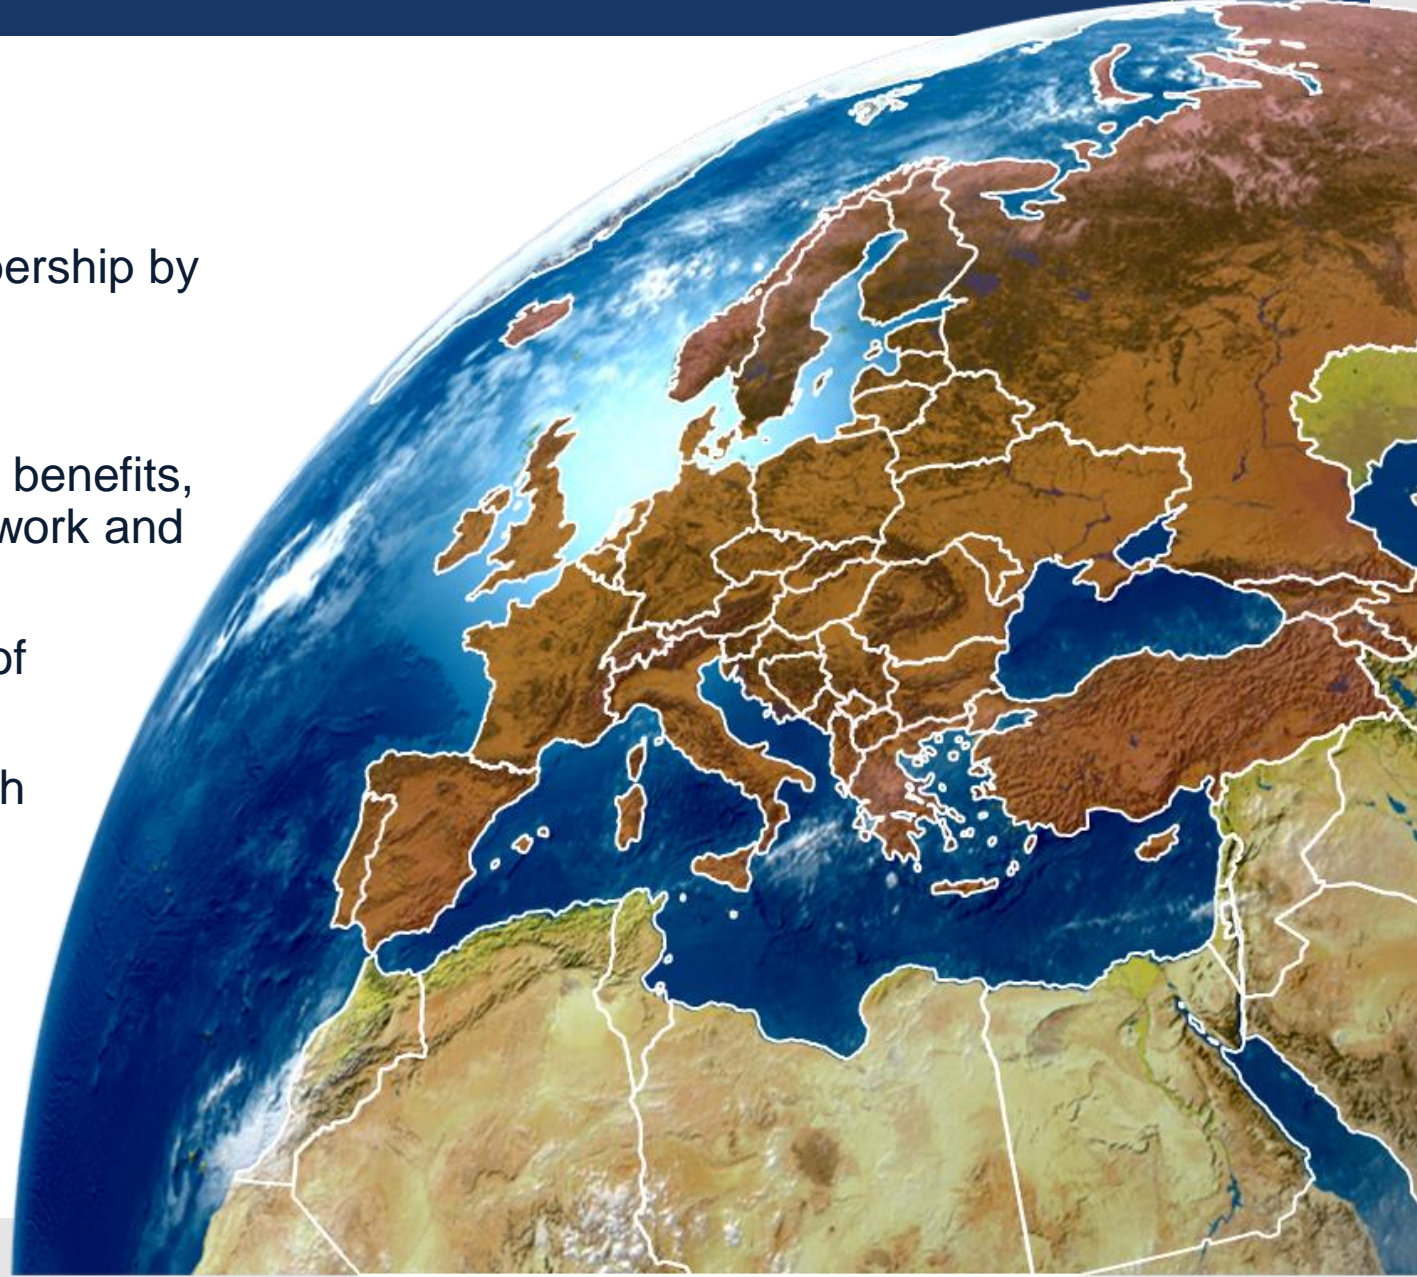 ership by
benefits,
work and
of
h